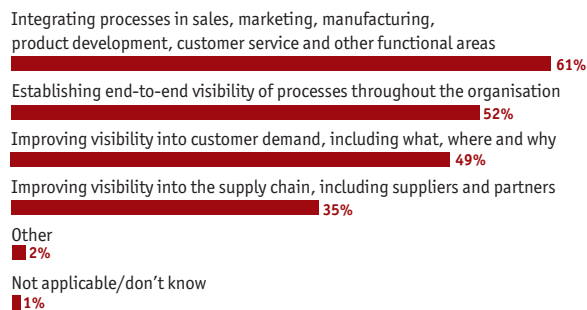 Integrating processes in sales, marketing, manufacturing,
product development, customer service and other functional areas
61%
Establishing end-to-end visibility of processes throughout the organisation
52%
Improving visibility into customer demand, including what, where and why
49%
Improving visibility into the supply chain, including suppliers and partners
35%
Other
2%
Not applicable/don’t know
1%